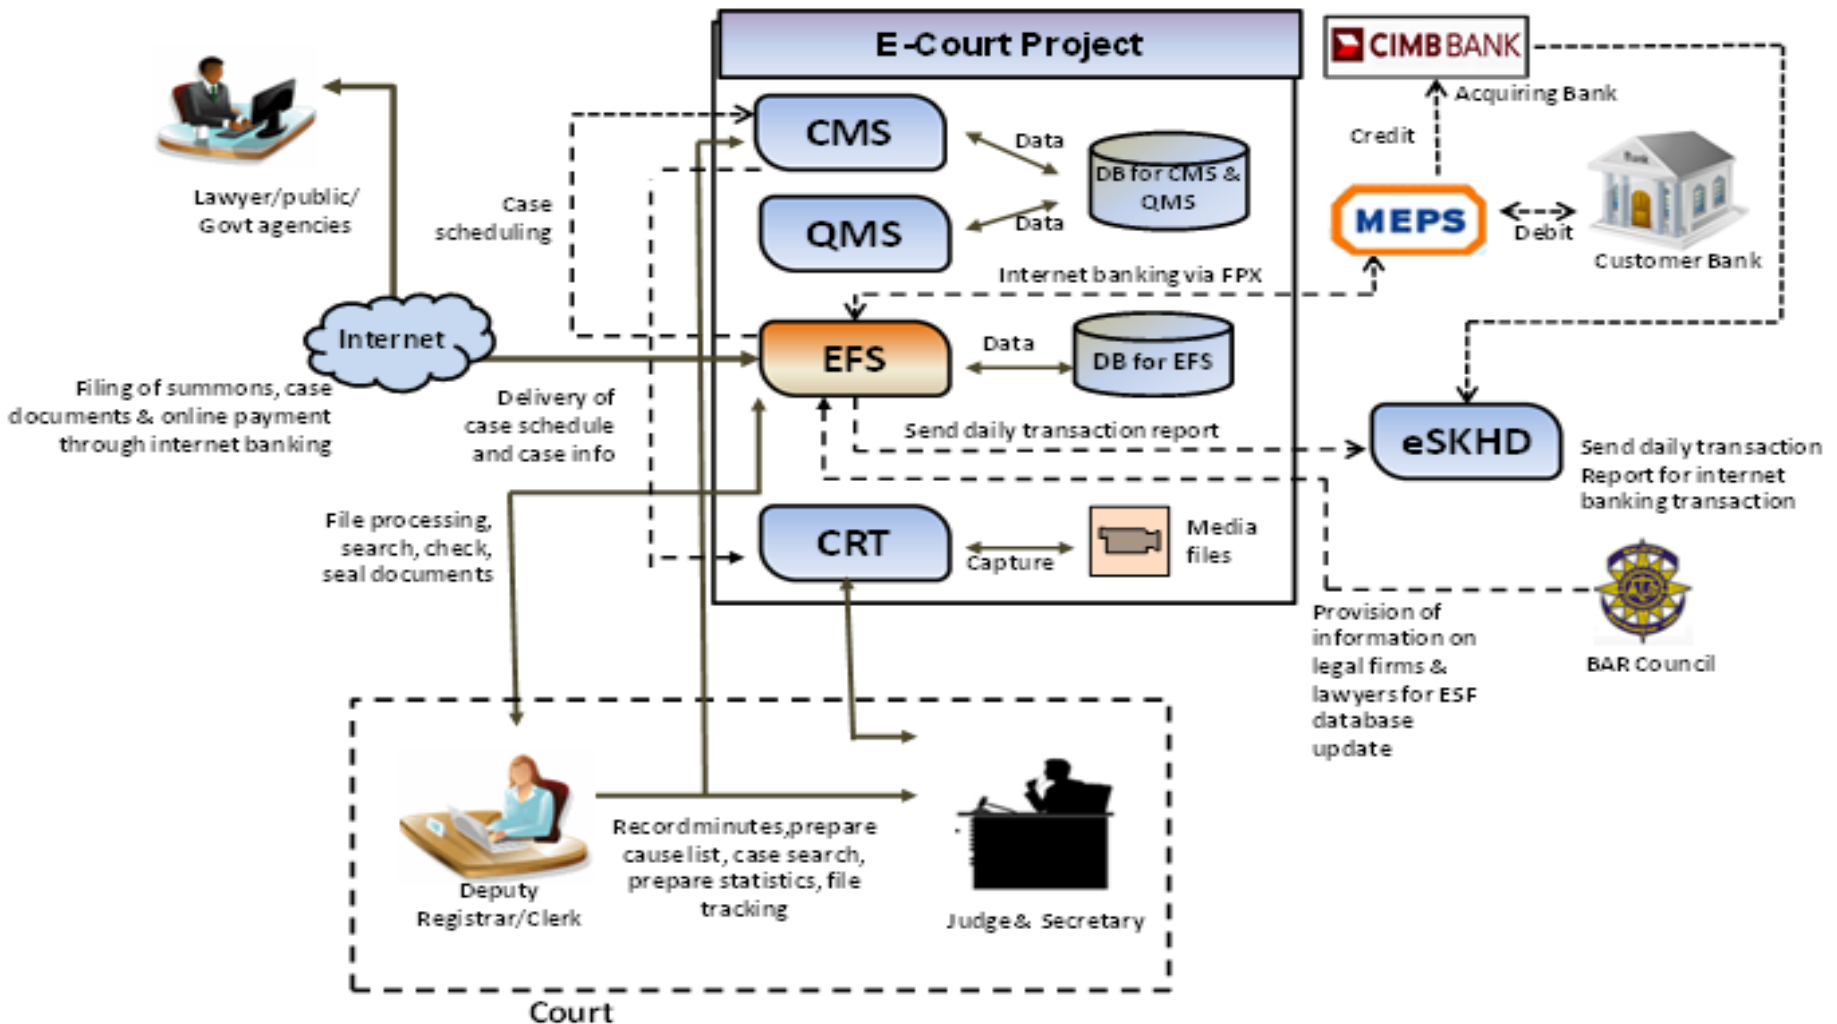 E-Court Project
CIMB BANK
Acquiring Bank
Credit
Bank
MEPS
Debit
Customer Bank
Lawyer/public/
Govt agencies
CMS
Data
DB for CMS &
QMS
QMS
Data
Case
scheduling
Internet banking via FPX
Internet
EFS
Data
DB for EFS
Filing of summons, case
documents & online payment
through internet banking
Delivery of
case schedule
and case info
Send daily transaction report
eSKHD
Send daily transaction
Report for internet
banking transaction
File processing,
search, check,
seal documents
CRT
Capture
Media
files
BAR Council
Provision of
information on
legal firms &
lawyers for ESF
database
update
Record minutes,prepare
cause list, case search,
prepare statistics, file
tracking
Deputy
Registrar/Clerk
Judge & Secretary
Court